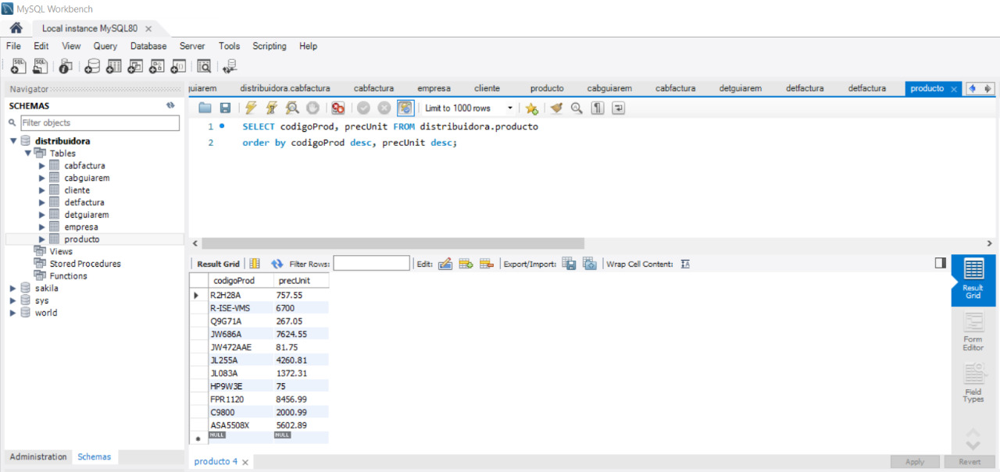 MySQL Workbench
Local instance MySQL80
File Edit View Query Database Server Tools Scripting Help
Navigator
guiarem distribuidora.cabfactura cabfactura empresa cliente producto cabguiarem cabfactura detguiarem detfactura detfactura producto
SCHEMAS
Filter objects
Limit to 1000 rows
distribuidora
Tables
cabfactura
cabguiarem
cliente
detfactura
detguiarem
empresa
producto
Views
Stored Procedures
Functions
sakila
sys
world
1 SELECT codigoProd, precUnit FROM distribuidora.producto
2 order by codigoProd desc, precUnit desc;
Result Grid Filter Rows: Edit: Export/Import: Wrap Cell Content:
codigoProd precUnit
R2H28A 757.55
R-ISE-VMS 6700
Q9G71A 267.05
JW686A 7624.55
JW472AAE 81.75
JL255A 4260.81
JL083A 1372.31
HP9W3E 75
FPR1120 8456.99
C9800 2000.99
ASA5508X 5602.89
NULL NULL
Result
Grid
Form
Editor
Field
Types
Administration Schemas
producto 4
Apply Revert